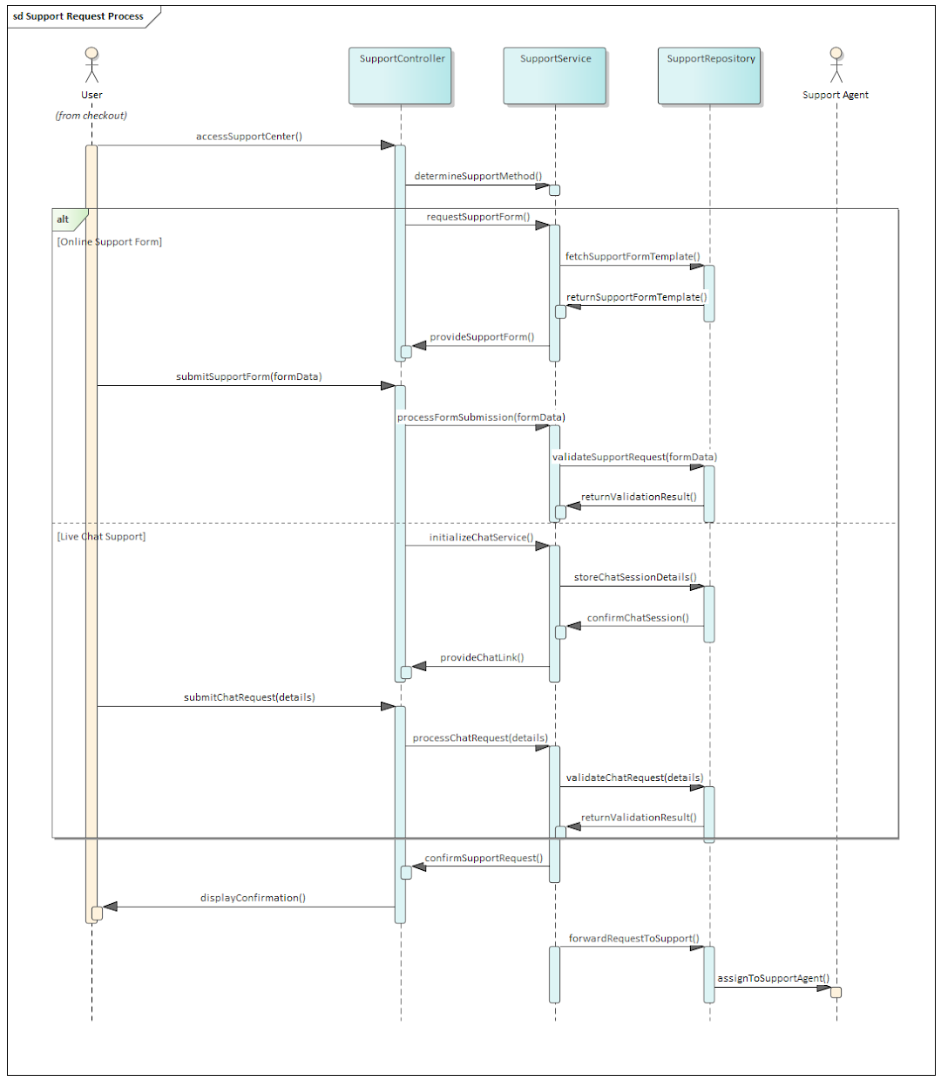 sd Support Request Process
SupportController
SupportService
SupportRepository
User
Support Agent
(from checkout)
accessSupportCenter()
determineSupportMethod()
alt
requestSupportForm()
[Online Support Form]
fetchSupportFormTemplate()
returnSupportFormTemplate()
provideSupportForm()
submitSupportForm(formData)
processFormSubmission(formData)
validateSupportRequest(formData)
returnValidationResult()
[Live Chat Support]
initializeChatService()
storeChatSessionDetails()
confirmChatSession()
provideChatLink()
submitChatRequest(details)
processChatRequest(details)
validateChatRequest(details)
returnValidationResult()
confirmSupportRequest()
displayConfirmation()
forwardRequestToSupport()
assignToSupportAgent()